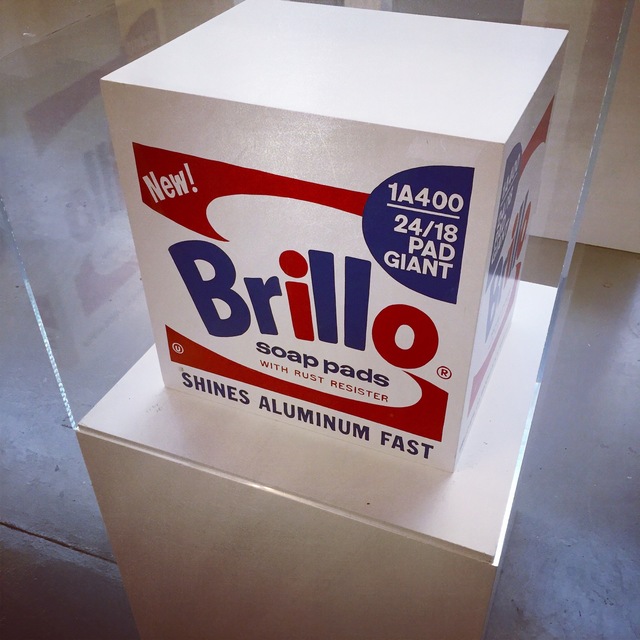 New!
1A400
24/18
PAD
GIANT
Brillo®
soap pads
WITH RUST RESISTER
U
SHINES ALUMINUM FAST